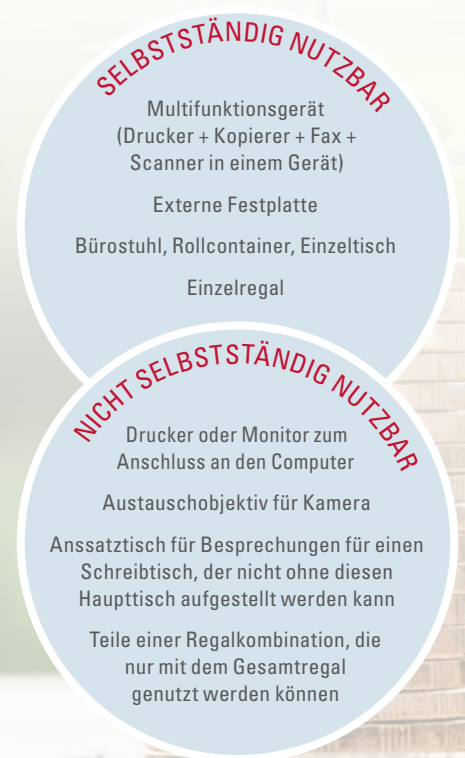 SELBSTSTÄNDIG NUTZBAR
Multifunktionsgerät
(Drucker + Kopierer + Fax +
Scanner in einem Gerät)
Externe Festplatte
Bürostuhl, Rollcontainer, Einzeltisch
Einzelregal
NICHT SELBSTSTÄNDIG NUTZBAR
Drucker oder Monitor zum
Anschluss an den Computer
Austauschobjektiv für Kamera
Anssatztisch für Besprechungen für einen
Schreibtisch, der nicht ohne diesen
Haupttisch aufgestellt werden kann
Teile einer Regalkombination, die
nur mit dem Gesamtregal
genutzt werden können